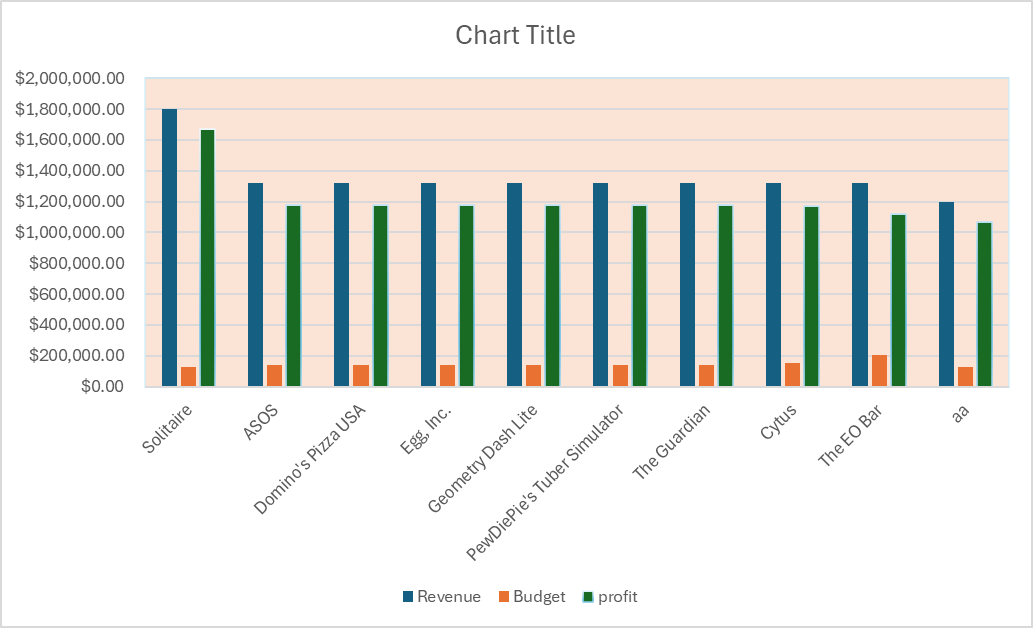 Chart Title
$2,000,000.00
$1,800,000.00
$1,600,000.00
$1,400,000.00
$1,200,000.00
$1,000,000.00
$800,000.00
$600,000.00
$400,000.00
$200,000.00
$0.00
Solitaire
ASOS
Domino's Pizza USA
Egg, Inc.
Geometry Dash Lite
PewDiePie's Tuber Simulator
The Guardian
Cytus
The EO Bar
aa
Revenue Budget profit